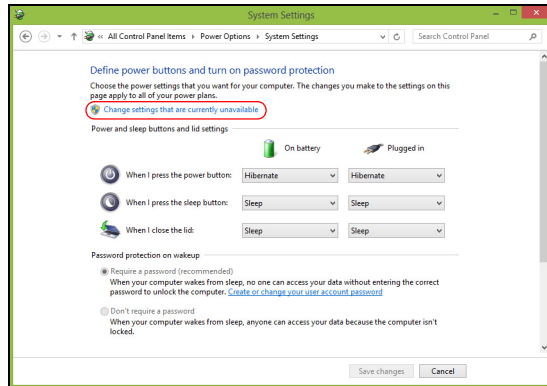 System Settings
« All Control Panel Items Power Options System Settings
Search Control Panel
Define power buttons and turn on password protection
Choose the power settings that you want for your computer. The changes you make to the settings on this
page apply to all of your power plans.
Change settings that are currently unavailable
Power and sleep buttons and lid settings
On battery Plugged in
When I press the power button: Hibernate Hibernate
When I press the sleep button: Sleep Sleep
When I close the lid: Sleep Sleep
Password protection on wakeup
Require a password (recommended)
When your computer wakes from sleep, no one can access your data without entering the correct
password to unlock the computer. Create or change your user account password
Don't require a password
When your computer wakes from sleep, anyone can access your data because the computer isn't
locked.
Save changes Cancel